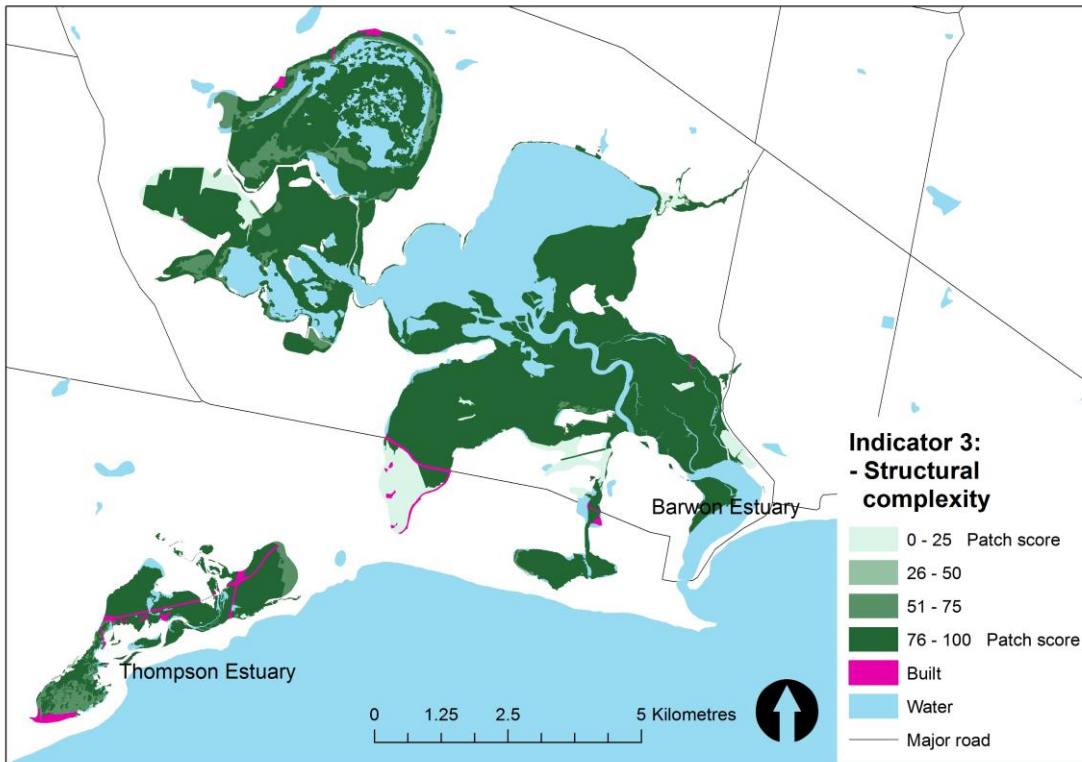 Indicator 3:
- Structural
complexity
0 - 25 Patch score
26 - 50
51 - 75
76 - 100 Patch score
Built
Water
Major road
Barwon Estuary
Thompson Estuary
0 1.25 2.5 5 Kilometres